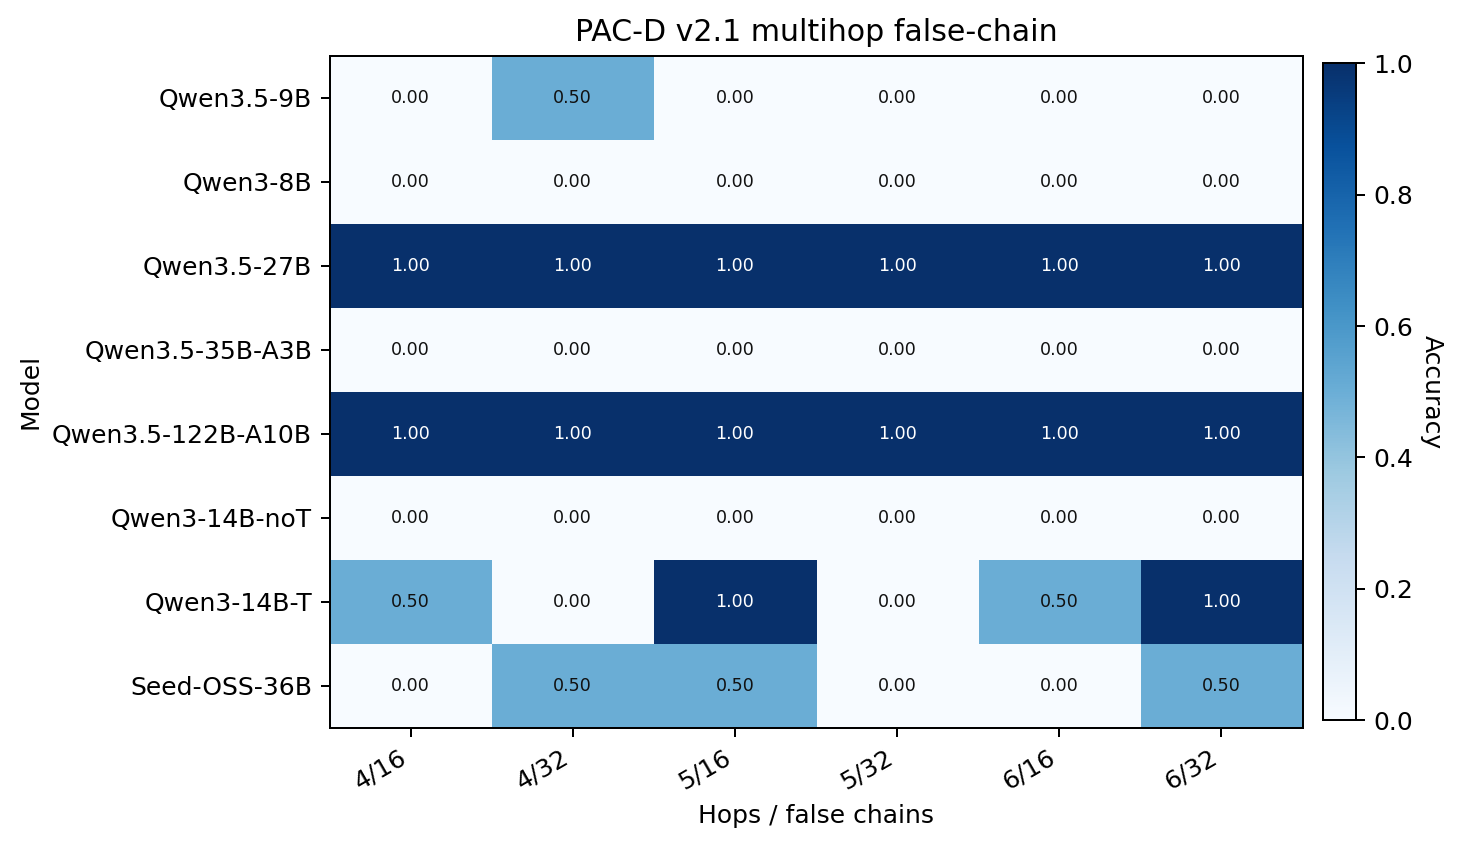 PAC-D v2.1 multihop false-chain
Qwen3.5-9B 0.00 0.50 0.00 0.00 0.00 0.00
Qwen3-8B 0.00 0.00 0.00 0.00 0.00 0.00
Qwen3.5-27B 1.00 1.00 1.00 1.00 1.00 1.00
Qwen3.5-35B-A3B 0.00 0.00 0.00 0.00 0.00 0.00
Qwen3.5-122B-A10B 1.00 1.00 1.00 1.00 1.00 1.00
Qwen3-14B-noT 0.00 0.00 0.00 0.00 0.00 0.00
Qwen3-14B-T 0.50 0.00 1.00 0.00 0.50 1.00
Seed-OSS-36B 0.00 0.50 0.50 0.00 0.00 0.50
4/16 4/32 5/16 5/32 6/16 6/32
Hops / false chains
Model
1.0
0.8
0.6
0.4
0.2
0.0
Accuracy